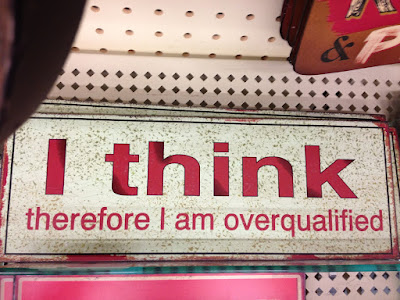 I think
therefore I am overqualified
&